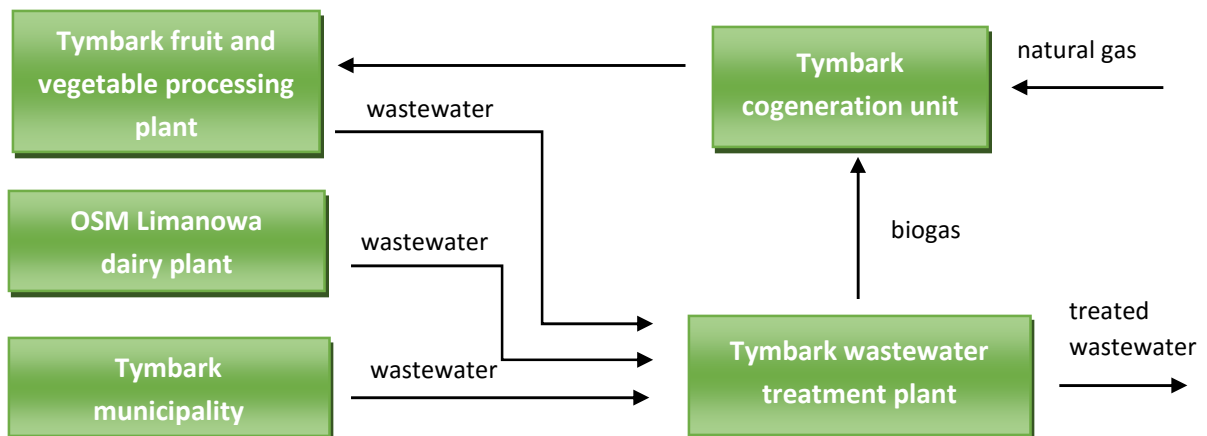 Tymbark fruit and
vegetable processing
plant
Tymbark
cogeneration unit
natural gas
wastewater
OSM Limanowa
dairy plant
wastewater
biogas
Tymbark
municipality
wastewater
Tymbark wastewater
treatment plant
treated
wastewater